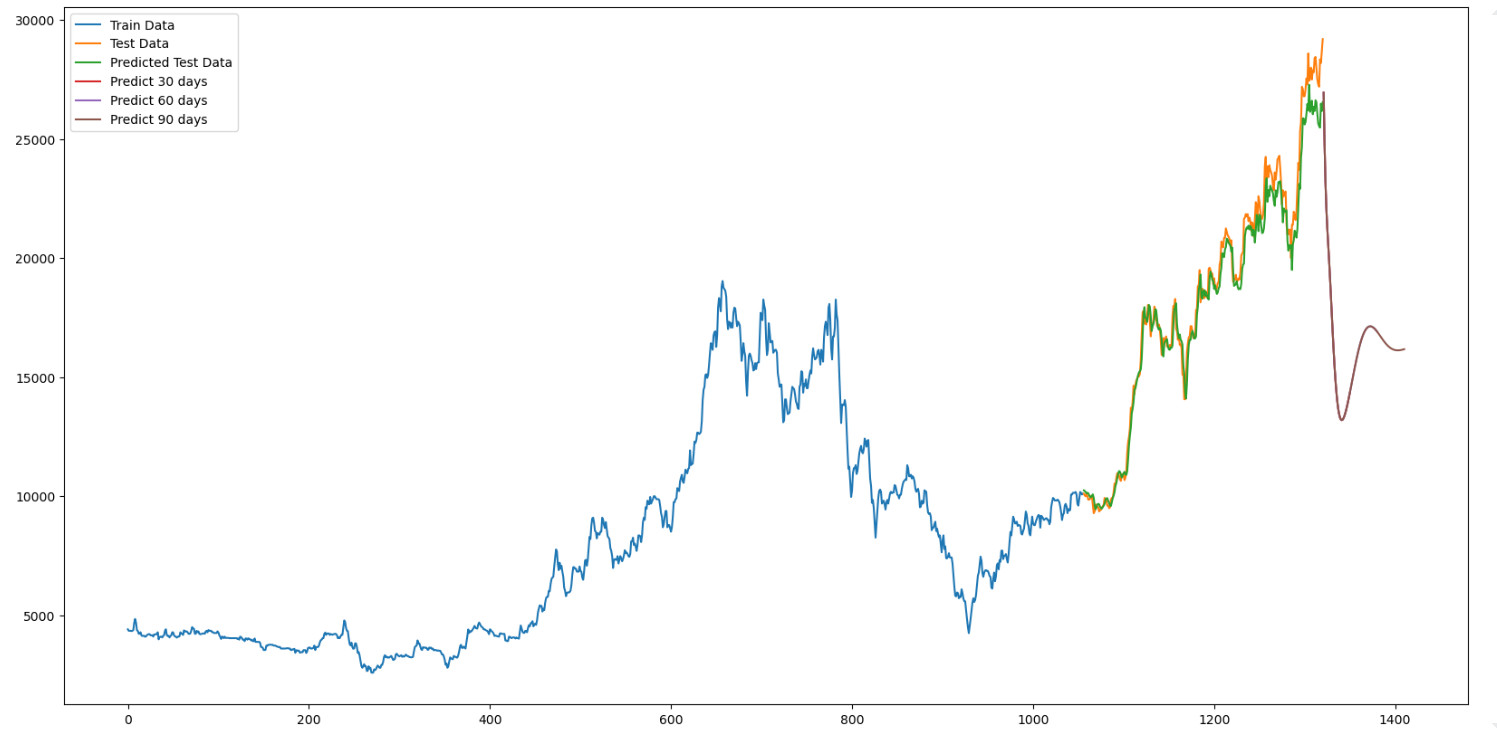 Train Data
Test Data
Predicted Test Data
Predict 30 days
Predict 60 days
Predict 90 days
30000
25000
20000
15000
10000
5000
0 200 400 600 800 1000 1200 1400